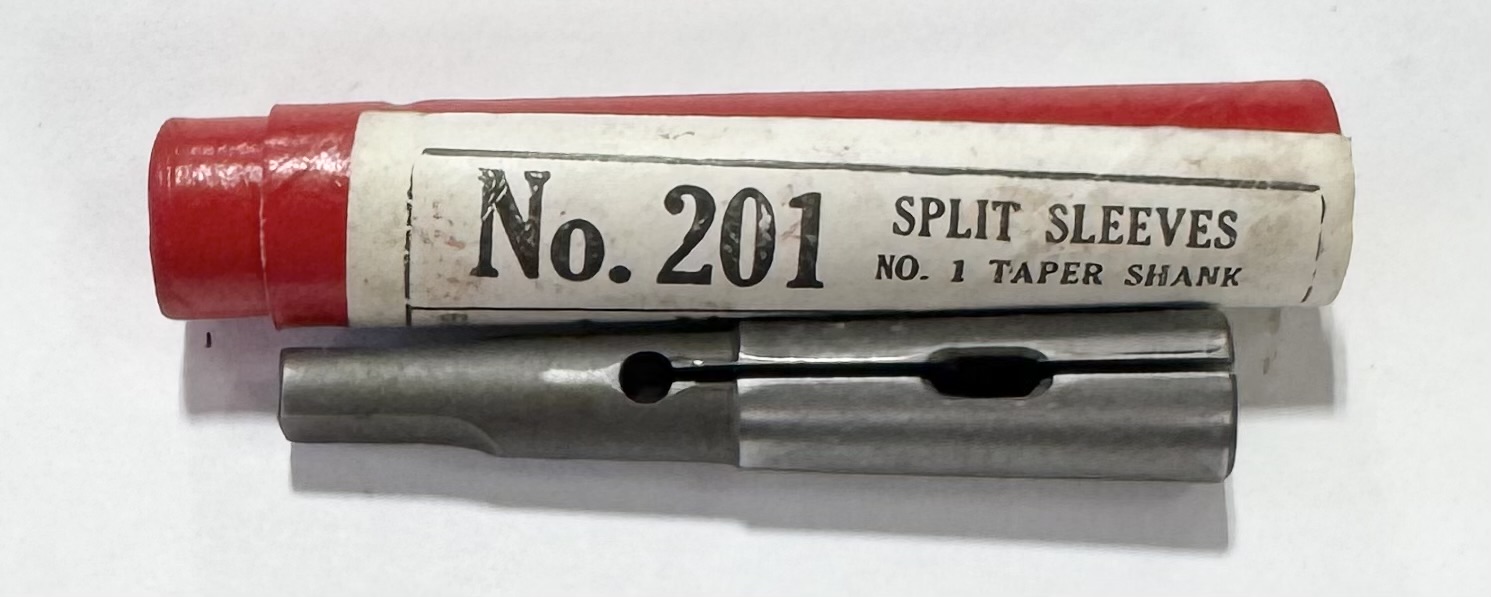 No. 201
SPLIT SLEEVES
NO. 1 TAPER SHANK